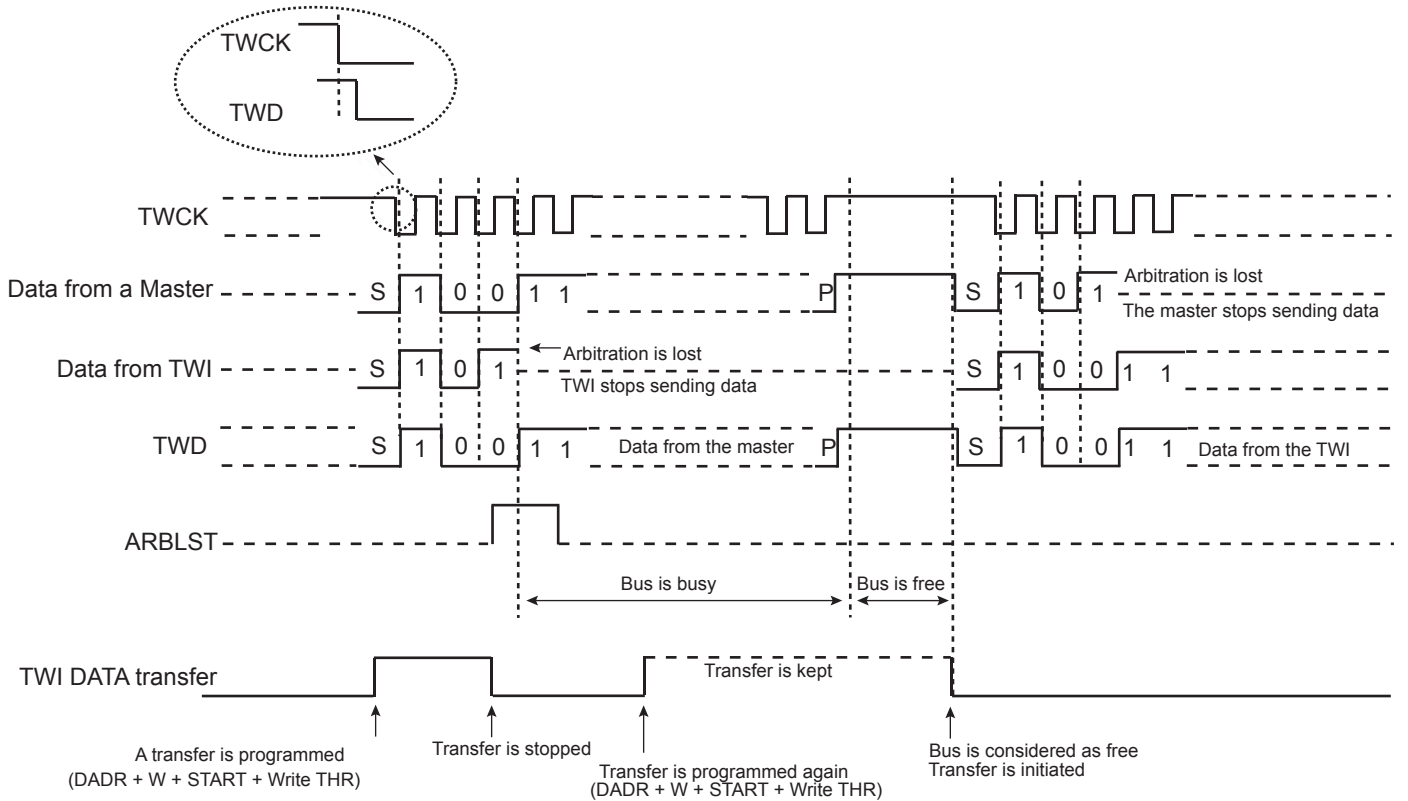 TWCK
TWD
TWCK
Data from a Master
S 1 0 0 1 1
P
S 1 0 1
Arbitration is lost
The master stops sending data
Data from TWI
S 1 0 1
Arbitration is lost
TWI stops sending data
S 1 0 0 1 1
TWD
S 1 0 0 1 1
Data from the master
P
S 1 0 0 1 1
Data from the TWI
ARBLST
Bus is busy
Bus is free
TWI DATA transfer
Transfer is kept
A transfer is programmed
(DADR + W + START + Write THR)
Transfer is stopped
Transfer is programmed again
(DADR + W + START + Write THR)
Bus is considered as free
Transfer is initiated